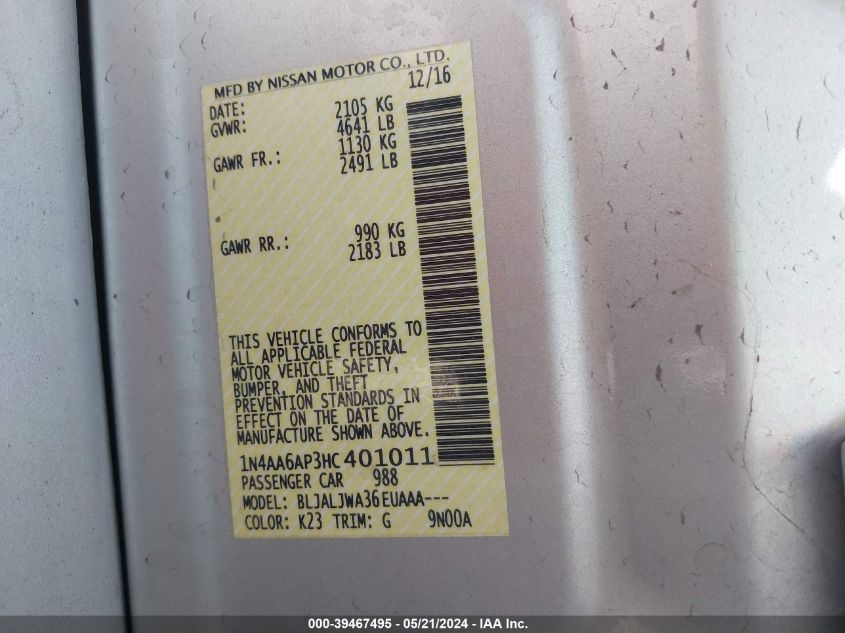 MFD BY NISSAN MOTOR CO., LTD.
DATE: 12/16
GVWR: 2105 KG
4641 LB
GAWR FR.: 1130 KG
2491 LB
GAWR RR.: 990 KG
2183 LB
THIS VEHICLE CONFORMS TO
ALL APPLICABLE FEDERAL
MOTOR VEHICLE SAFETY,
BUMPER, AND THEFT
PREVENTION STANDARDS IN
EFFECT ON THE DATE OF
MANUFACTURE SHOWN ABOVE.
1N4AA6AP3HC401011
PASSENGER CAR 988
MODEL: BLJALJWA36EUAAA---
COLOR: K23 TRIM: G 9N00A
000-39467495 - 05/21/2024 - IAA Inc.